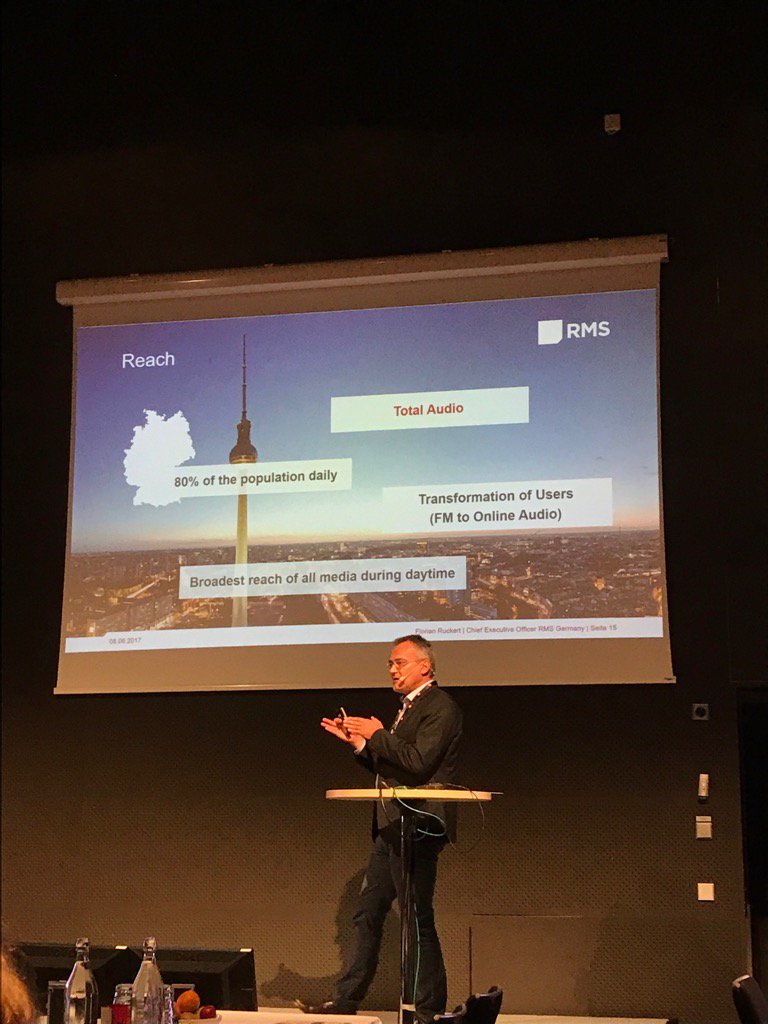 RMS
Reach
Total Audio
80% of the population daily
Transformation of Users
(FM to Online Audio)
Broadest reach of all media during daytime
08.06.2017
Florian Ruckert | Chief Executive Officer RMS Germany | Seite 15